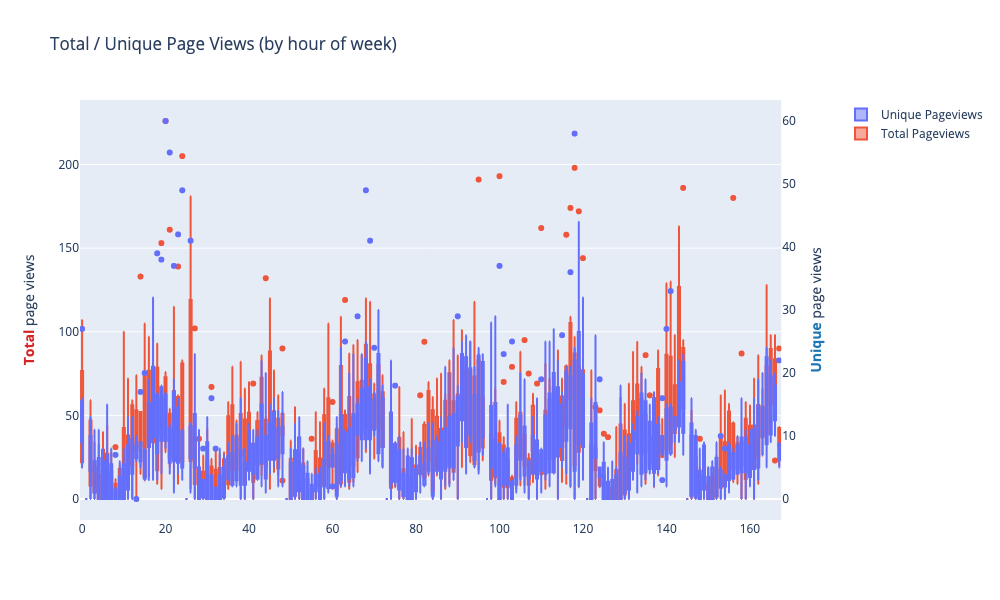 Total / Unique Page Views (by hour of week)
Unique Pageviews
Total Pageviews
Total page views
200
150
100
50
0
60
50
40
30
20
10
0
Unique page views
0 20 40 60 80 100 120 140 160